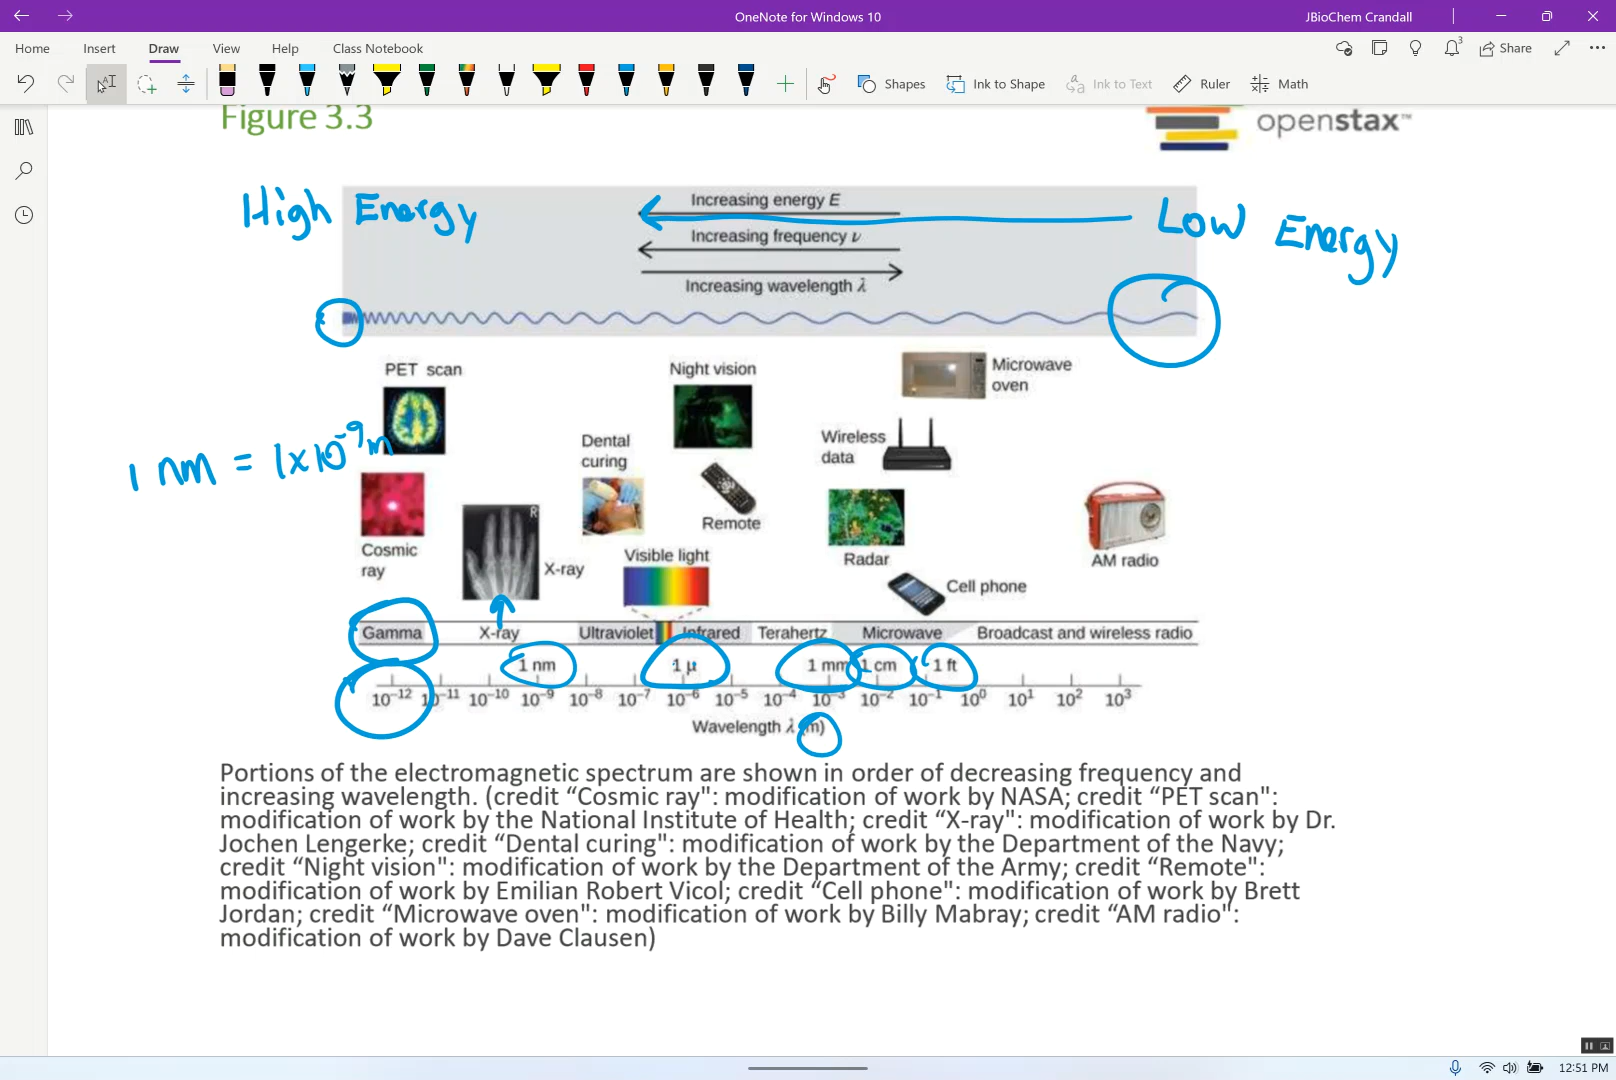 OneNote for Windows 10
JBioChem Crandall
Home Insert Draw View Help Class Notebook
3
Share
Shapes
Ink to Shape
Ink to Text
Ruler
Math
Figure 3.3
openstax™
High Energy
Increasing energy E
Low Energy
Increasing frequency ν
Increasing wavelength λ
PET scan
Night vision
Microwave
oven
1 nm = 1x10⁻⁹m
Dental
curing
Wireless
data
Remote
R
Cosmic
ray
X-ray
Visible light
Radar
AM radio
Cell phone
Gamma X-ray Ultraviolet Infrared Terahertz Microwave Broadcast and wireless radio
1 nm 1 µ 1 mm 1 cm 1 ft
10⁻¹² 10⁻¹¹ 10⁻¹⁰ 10⁻⁹ 10⁻⁸ 10⁻⁷ 10⁻⁶ 10⁻⁵ 10⁻⁴ 10⁻³ 10⁻² 10⁻¹ 10⁰ 10¹ 10² 10³
Wavelength λ (m)
Portions of the electromagnetic spectrum are shown in order of decreasing frequency and
increasing wavelength. (credit “Cosmic ray": modification of work by NASA; credit “PET scan":
modification of work by the National Institute of Health; credit “X-ray": modification of work by Dr.
Jochen Lengerke; credit “Dental curing": modification of work by the Department of the Navy;
credit “Night vision": modification of work by the Department of the Army; credit “Remote":
modification of work by Emilian Robert Vicol; credit “Cell phone": modification of work by Brett
Jordan; credit “Microwave oven": modification of work by Billy Mabray; credit “AM radio":
modification of work by Dave Clausen)
12:51 PM